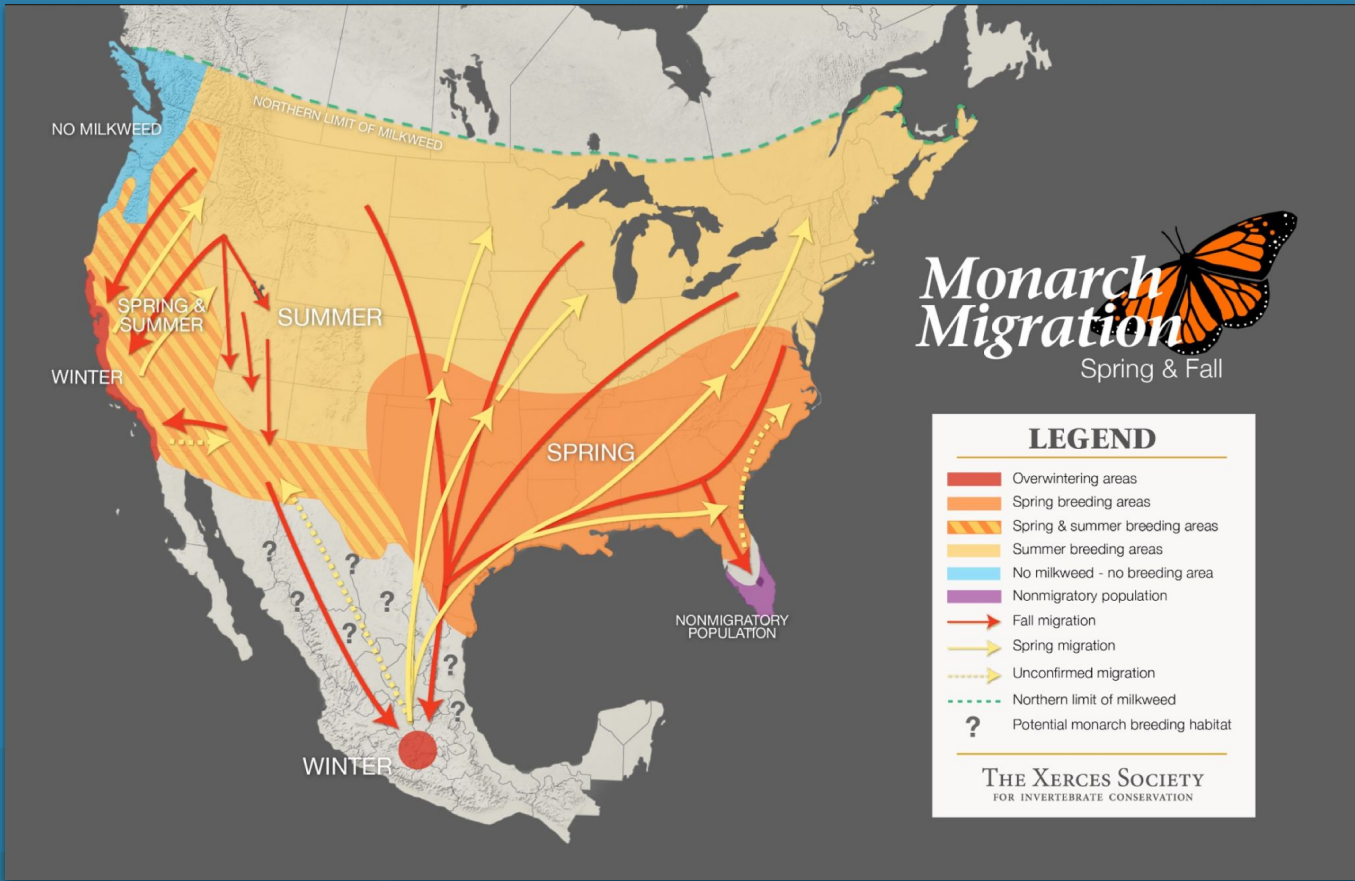 NO MILKWEED
NORTHERN LIMIT OF MILKWEED
SPRING &
SUMMER
SUMMER
WINTER
SPRING
NONMIGRATORY
POPULATION
WINTER
?
?
?
?
?
?
?
Monarch
Migration
Spring & Fall
LEGEND
Overwintering areas
Spring breeding areas
Spring & summer breeding areas
Summer breeding areas
No milkweed - no breeding area
Nonmigratory population
Fall migration
Spring migration
Unconfirmed migration
Northern limit of milkweed
? Potential monarch breeding habitat
THE XERCES SOCIETY
FOR INVERTEBRATE CONSERVATION